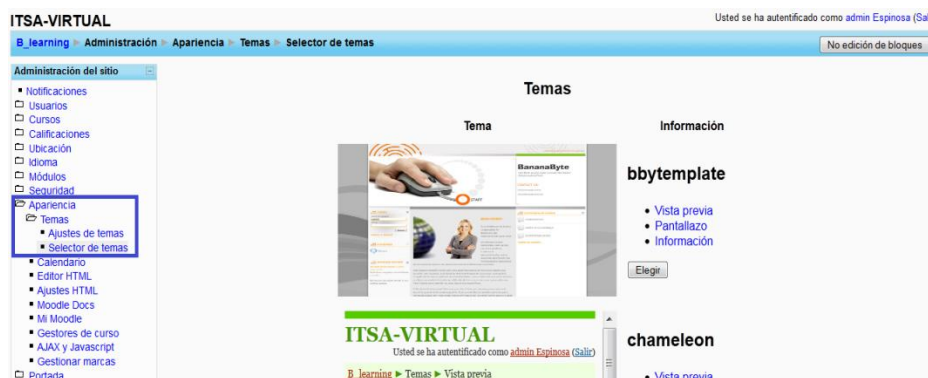 ITSA-VIRTUAL
Usted se ha autentificado como admin Espinosa (Sal
B_learning ► Administración ► Apariencia ► Temas ► Selector de temas
No edición de bloques
Administración del sitio
Notificaciones
Usuarios
Cursos
Calificaciones
Ubicación
Idioma
Módulos
Seguridad
Apariencia
Temas
Ajustes de temas
Selector de temas
Calendario
Editor HTML
Ajustes HTML
Moodle Docs
Mi Moodle
Gestores de curso
AJAX y Javascript
Gestionar marcas
Portada
Temas
Tema
Información
BananaByte
bbytemplate
Vista previa
Pantallazo
Información
Elegir
ITSA-VIRTUAL
Usted se ha autentificado como admin Espinosa (Salir)
B_learning ► Temas ► Vista previa
chameleon
Vista previa